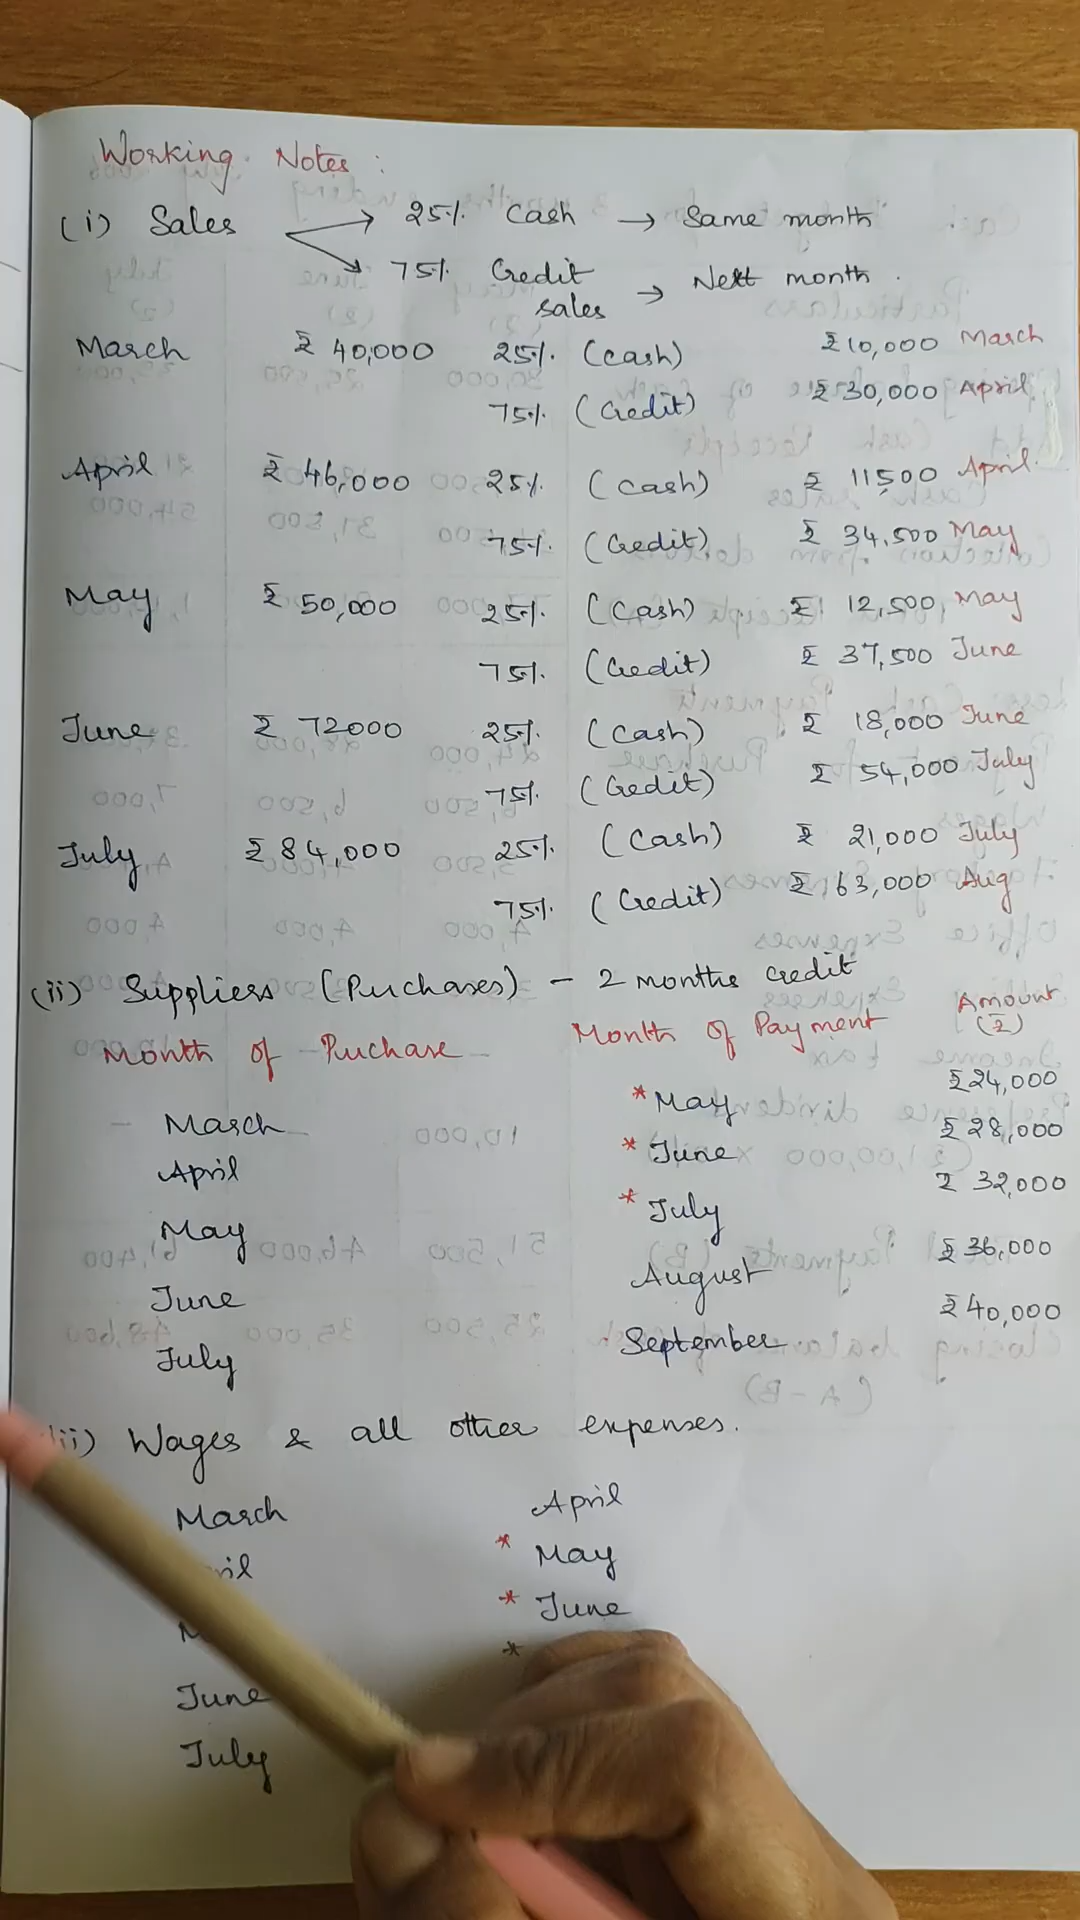 Working Notes :
(i) Sales → 25% Cash → Same month
→ 75% Credit sales → Next month .
March ₹ 40,000 25% (cash) ₹10,000 March
75% (Credit) ₹ 30,000 April
April ₹ 46,000 25% (cash) ₹ 11500 April.
75% (Credit) ₹ 34,500 May
May ₹ 50,000 25% (cash) ₹ 12,500 May
75% (Credit) ₹ 37,500 June
June ₹ 72000 25% (cash) ₹ 18,000 June
75% (Credit) ₹ 54,000 July
July ₹ 84,000 25% (Cash) ₹ 21,000 July
75% (Credit) ₹ 63,000 Aug
(ii) Suppliers (Purchases) - 2 months credit
Month of Purchase Month of Payment Amount (₹)
March * May ₹24,000
April * June ₹ 28,000
May * July ₹ 32,000
June August ₹ 36,000
July September ₹ 40,000
Wages & all other expenses.
March April
* May
* June
*
June
July